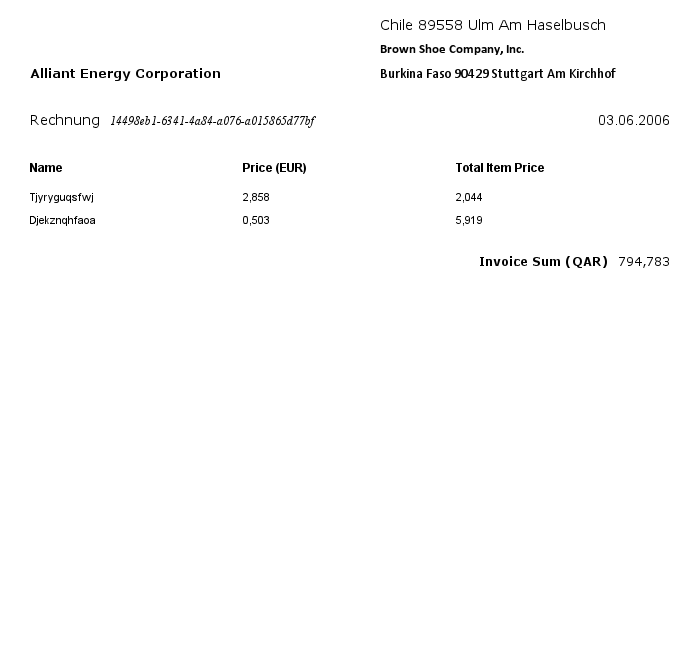 Chile 89558 Ulm Am Haselbusch
Brown Shoe Company, Inc.
Alliant Energy Corporation Burkina Faso 90429 Stuttgart Am Kirchhof
Rechnung 14498eb1-6341-4a84-a076-a015865d77bf 03.06.2006
Name Price (EUR) Total Item Price
Tjyryguqsfwj 2,858 2,044
Djekznqhfaoa 0,503 5,919
Invoice Sum (QAR) 794,783